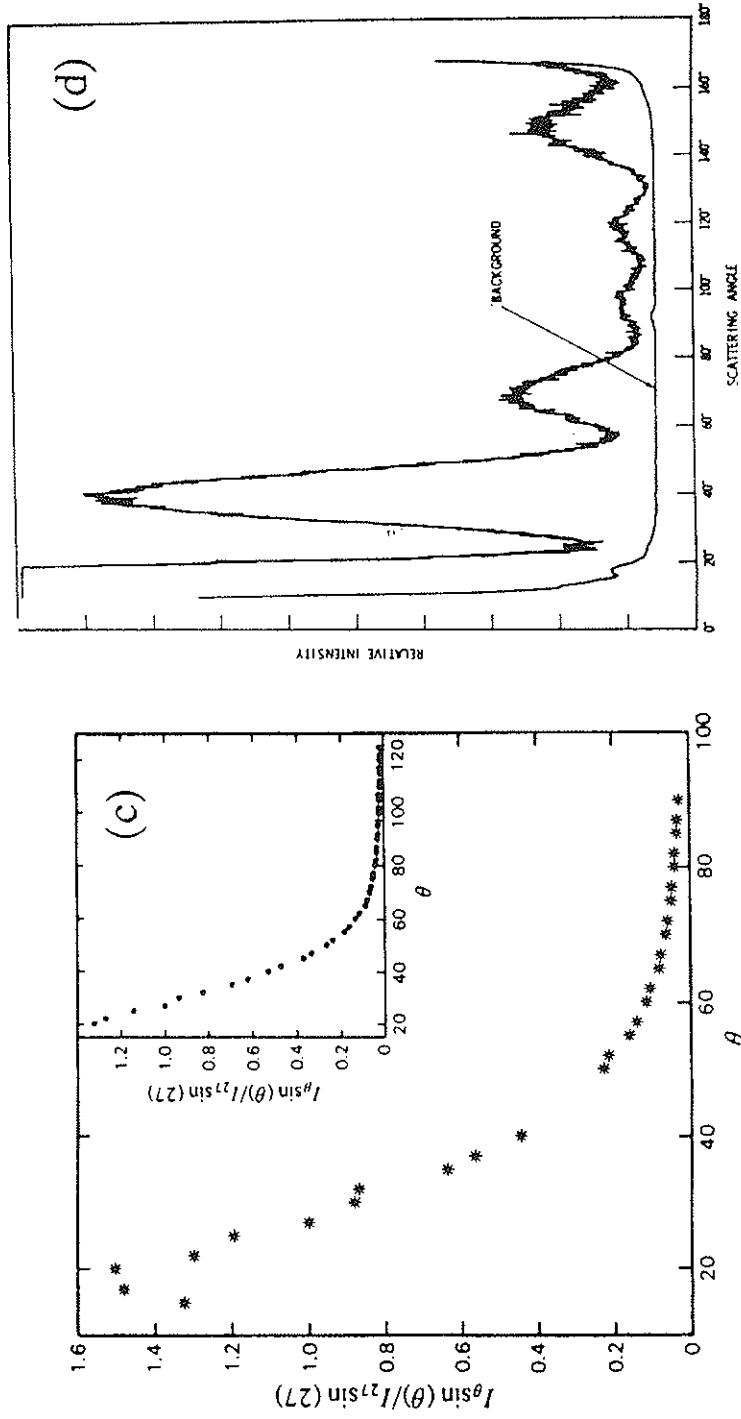 (c)
1.2
1.0
0.8
0.6
0.4
0.2
0
20
40
60
80
100
120
θ
I_θ sin (θ)/I_27 sin (27)
1.6
1.4
1.2
1.0
0.8
0.6
0.4
0.2
0
20
40
60
80
100
θ
I_θ sin (θ)/I_27 sin (27)
(d)
RELATIVE INTENSITY
BACKGROUND
0° 20° 40° 60° 80° 100° 120° 140° 160° 180°
SCATTERING ANGLE